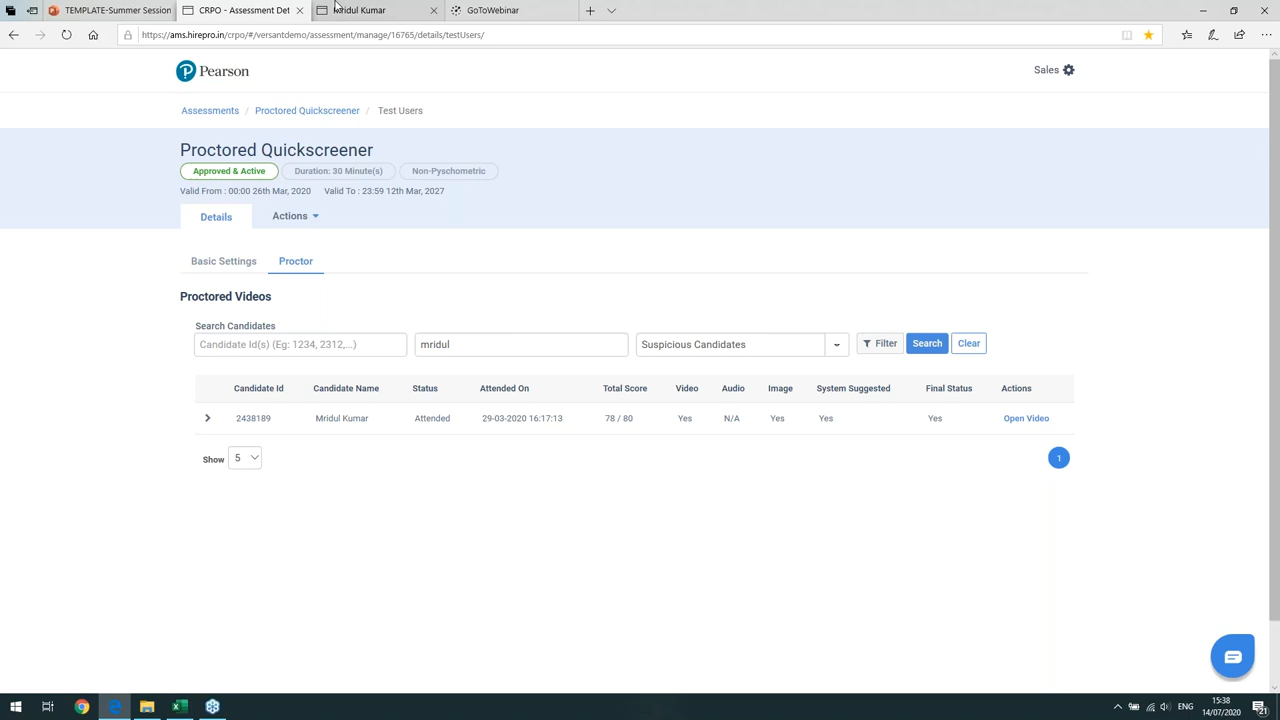 TEMPLATE-Summer Session
CRPO - Assessment Det
Mridul Kumar
GoToWebinar
https://ams.hirepro.in/crpo/#/versantdemo/assessment/manage/16765/details/testUsers/
Pearson
Sales
Assessments / Proctored Quickscreener / Test Users
Proctored Quickscreener
Approved & Active Duration: 30 Minute(s) Non-Pyschometric
Valid From : 00:00 26th Mar, 2020 Valid To : 23:59 12th Mar, 2027
Details Actions
Basic Settings Proctor
Proctored Videos
Search Candidates
Candidate Id(s) (Eg: 1234, 2312,...) mridul Suspicious Candidates Filter Search Clear
Candidate Id Candidate Name Status Attended On Total Score Video Audio Image System Suggested Final Status Actions
2438189 Mridul Kumar Attended 29-03-2020 16:17:13 78 / 80 Yes N/A Yes Yes Yes Open Video
Show 5 1
ENG
15:38
14/07/2020
21